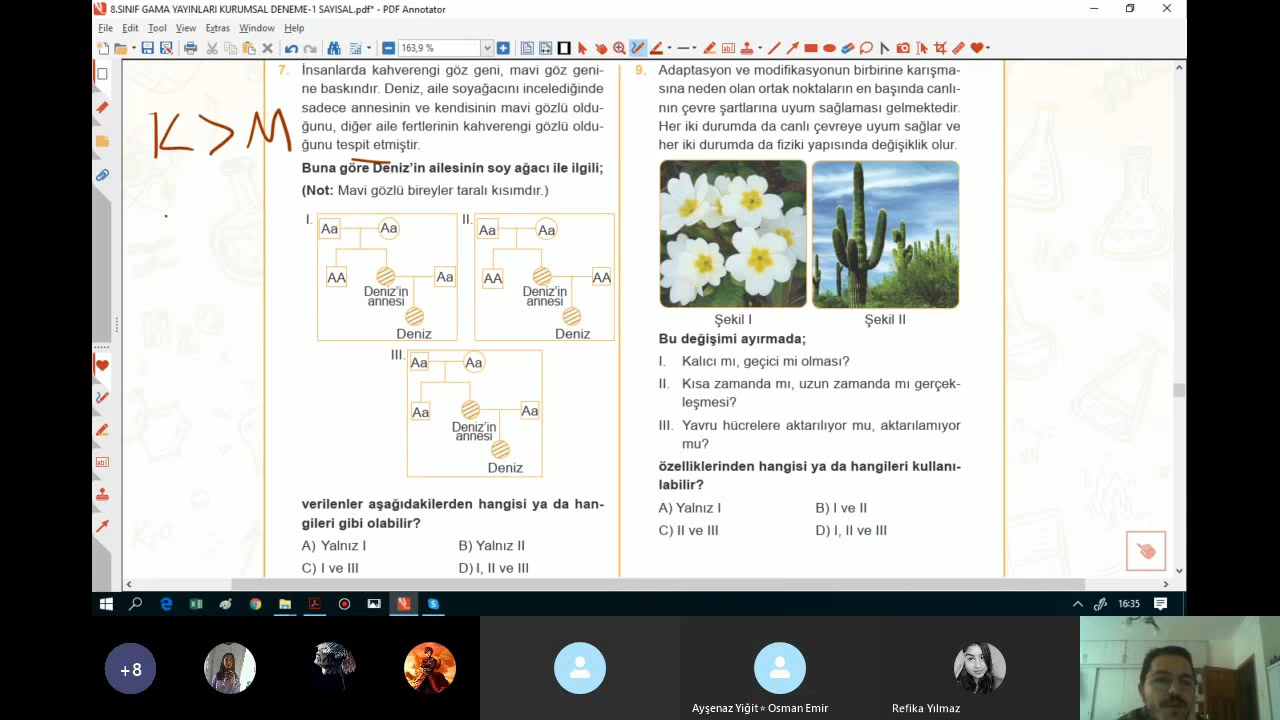 8.SINIF GAMA YAYINLARI KURUMSAL DENEME-1 SAYISAL.pdf* - PDF Annotator
File Edit Tool View Extras Window Help
163,9 %
K > M
7. İnsanlarda kahverengi göz geni, mavi göz geni-
ne baskındır. Deniz, aile soyağacını incelediğinde
sadece annesinin ve kendisinin mavi gözlü oldu-
ğunu, diğer aile fertlerinin kahverengi gözlü oldu-
ğunu tespit etmiştir.
Buna göre Deniz'in ailesinin soy ağacı ile ilgili;
(Not: Mavi gözlü bireyler taralı kısımdır.)
I.
Aa Aa
AA Aa
Deniz'in
annesi
Deniz
II.
Aa Aa
AA AA
Deniz'in
annesi
Deniz
III.
Aa Aa
Aa Aa
Deniz'in
annesi
Deniz
verilenler aşağıdakilerden hangisi ya da han-
gileri gibi olabilir?
A) Yalnız I B) Yalnız II
C) I ve III D) I, II ve III
9. Adaptasyon ve modifikasyonun birbirine karışma-
sına neden olan ortak noktaların en başında canlı-
nın çevre şartlarına uyum sağlaması gelmektedir.
Her iki durumda da canlı çevreye uyum sağlar ve
her iki durumda da fiziki yapısında değişiklik olur.
Şekil I Şekil II
Bu değişimi ayırmada;
I. Kalıcı mı, geçici mi olması?
II. Kısa zamanda mı, uzun zamanda mı gerçek-
leşmesi?
III. Yavru hücrelere aktarılıyor mu, aktarılamıyor
mu?
özelliklerinden hangisi ya da hangileri kullanı-
labilir?
A) Yalnız I B) I ve II
C) II ve III D) I, II ve III
16:35
+8
Ayşenaz Yiğit⭐Osman Emir
Refika Yılmaz